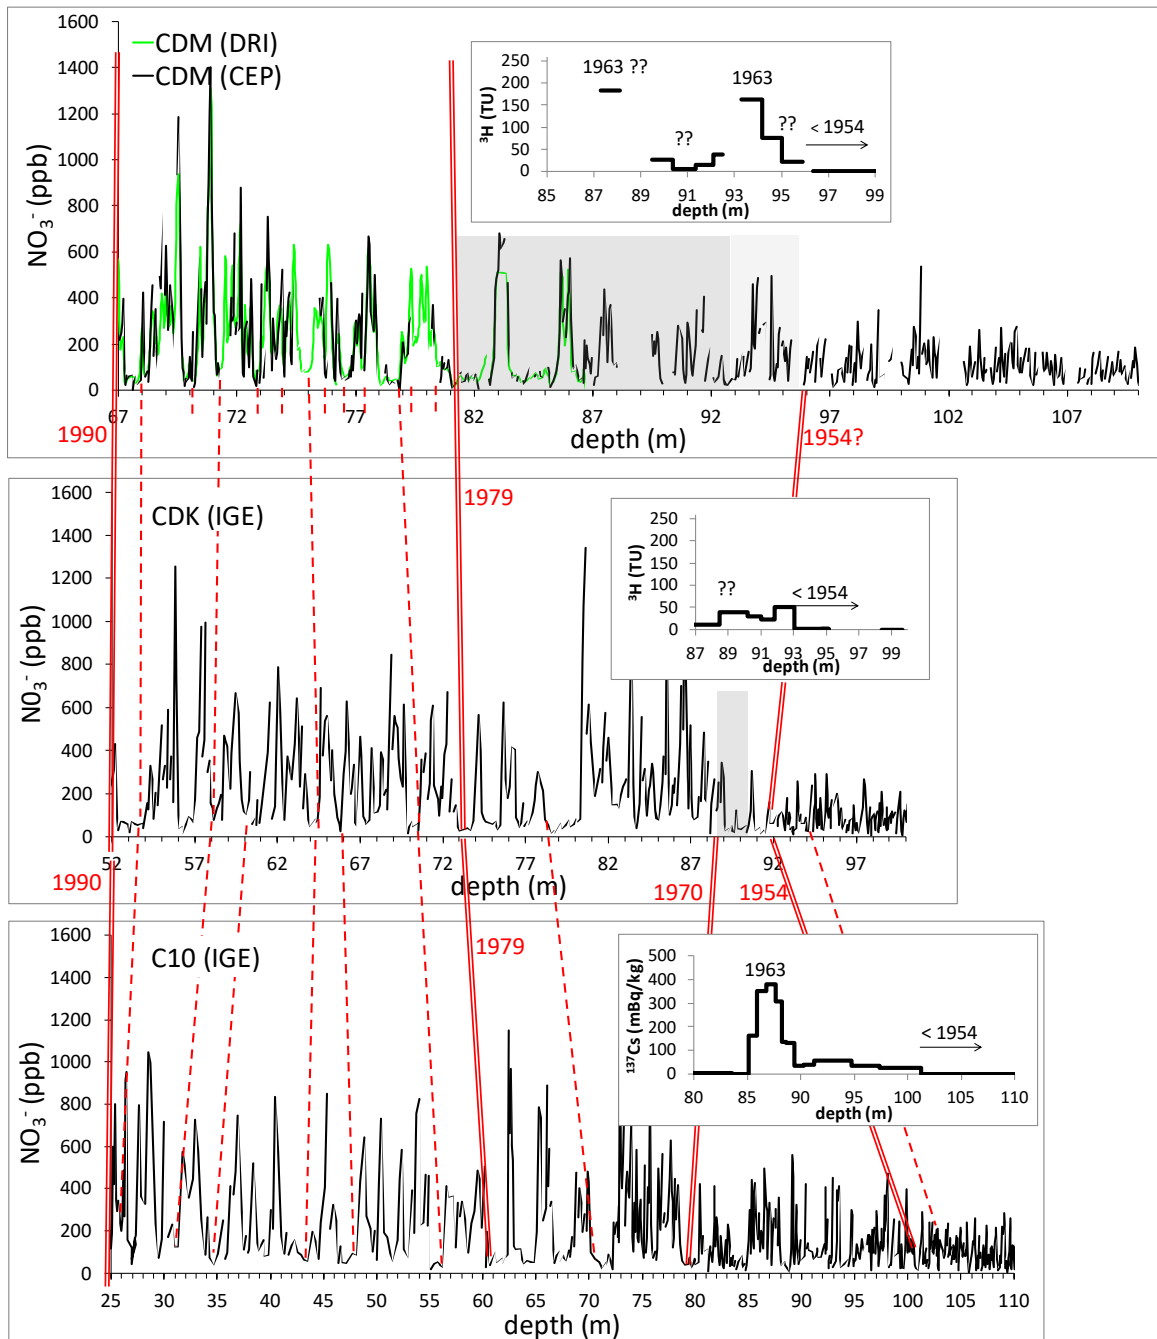 1600
1400
1200
1000
800
600
400
200
0
NO₃⁻ (ppb)
CDM (DRI)
CDM (CEP)
250
200
150
100
50
0
³H (TU)
1963 ??
??
1963
??
< 1954
85 87 89 91 93 95 97 99
depth (m)
67 72 77 82 87 92 97 102 107
depth (m)
1990
1954?
1979
1600
1400
1200
1000
800
600
400
200
0
NO₃⁻ (ppb)
CDK (IGE)
250
200
150
100
50
0
³H (TU)
??
< 1954
87 89 91 93 95 97 99
depth (m)
52 57 62 67 72 77 82 87 92 97
depth (m)
1990
1970
1954
1979
1600
1400
1200
1000
800
600
400
200
0
NO₃⁻ (ppb)
C10 (IGE)
500
400
300
200
100
0
¹³⁷Cs (mBq/kg)
1963
< 1954
80 85 90 95 100 105 110
depth (m)
25 30 35 40 45 50 55 60 65 70 75 80 85 90 95 100 105 110
depth (m)